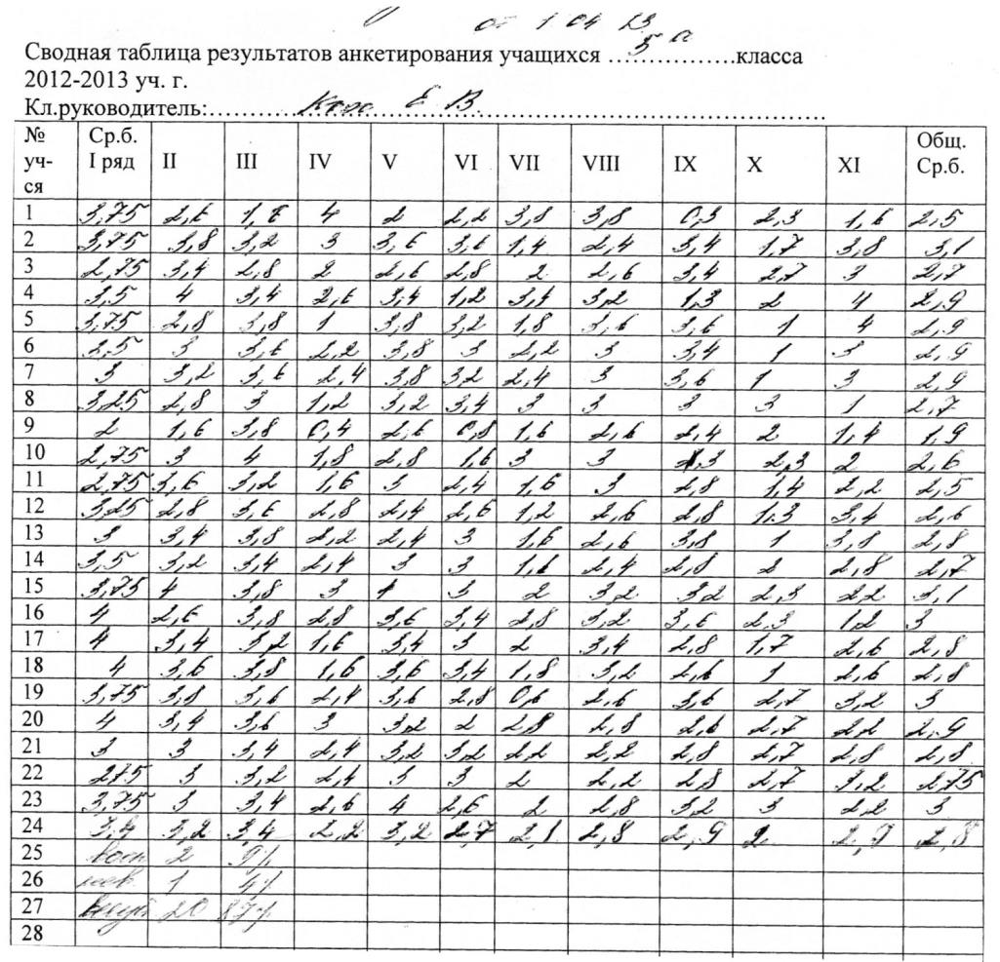 от 1 04 13
Сводная таблица результатов анкетирования учащихся ...5 а...класса
2012-2013 уч. г.
Кл.руководитель:........ Е В
№ уч-ся Ср.б. I ряд II III IV V VI VII VIII IX X XI Общ. Ср.б.
1 3,75 2,6 1,8 4 2 2,2 3,8 3,8 0,3 2,3 1,6 2,5
2 3,75 3,8 3,2 3 3,6 3,6 1,4 2,4 3,4 1,7 3,8 3,1
3 2,75 3,4 2,8 2 2,6 2,8 2 2,6 3,4 2,7 3 2,7
4 3,5 4 3,4 2,6 3,4 1,2 3,4 3,2 1,3 2 4 2,9
5 3,75 2,8 3,8 1 3,8 3,2 1,8 3,6 3,6 1 4 2,9
6 2,5 3 3,6 2,2 3,8 3 2,2 3 3,4 1 3 2,9
7 3 3,2 3,6 2,4 3,8 3,2 2,4 3 3,6 1 3 2,9
8 3,25 2,8 3 1,2 3,2 3,4 3 3 3 3 1 2,7
9 2 1,6 3,8 0,4 2,6 0,8 1,6 2,6 2,4 2 1,4 1,9
10 2,75 3 4 1,8 2,8 1,6 3 3 1,3 2,3 2 2,6
11 2,75 3,6 3,2 1,6 3 2,4 1,6 3 2,8 1,4 2,2 2,5
12 3,25 2,8 3,6 2,8 2,4 2,6 1,2 2,6 2,8 1,3 3,4 2,6
13 3 3,4 3,8 2,2 2,4 3 1,6 2,6 3,8 1 3,8 2,8
14 3,5 3,2 3,4 2,4 3 3 1,6 2,4 2,8 2 2,8 2,7
15 3,75 4 3,8 3 4 3 2 3,2 3,2 2,3 2,2 3,1
16 4 2,6 3,8 2,8 3,6 3,4 2,8 3,2 3,6 2,3 1,2 3
17 4 3,4 3,2 1,6 3,4 3 2 3,4 2,8 1,7 2,6 2,8
18 4 3,6 3,8 1,6 3,6 3,4 1,8 3,2 2,6 1 2,6 2,8
19 3,75 3,8 3,6 2,4 3,6 2,8 0,6 2,6 3,6 2,7 3,2 3
20 4 3,4 3,6 3 3,2 2 2,8 2,8 2,6 2,7 2,2 2,9
21 3 3 3,4 2,4 3,2 3,2 2,2 2,2 2,8 2,7 2,8 2,8
22 2,75 3 3,2 2,4 3 3 2 2,2 2,8 2,7 3,2 2,75
23 3,75 3 3,4 2,6 4 2,6 2 2,8 3,2 3 2,2 3
24 3,4 3,2 3,4 2,2 3,2 2,7 2,1 2,8 2,9 2 2,7 2,8
25 2 9%
26 1 4%
27 20 87%
28